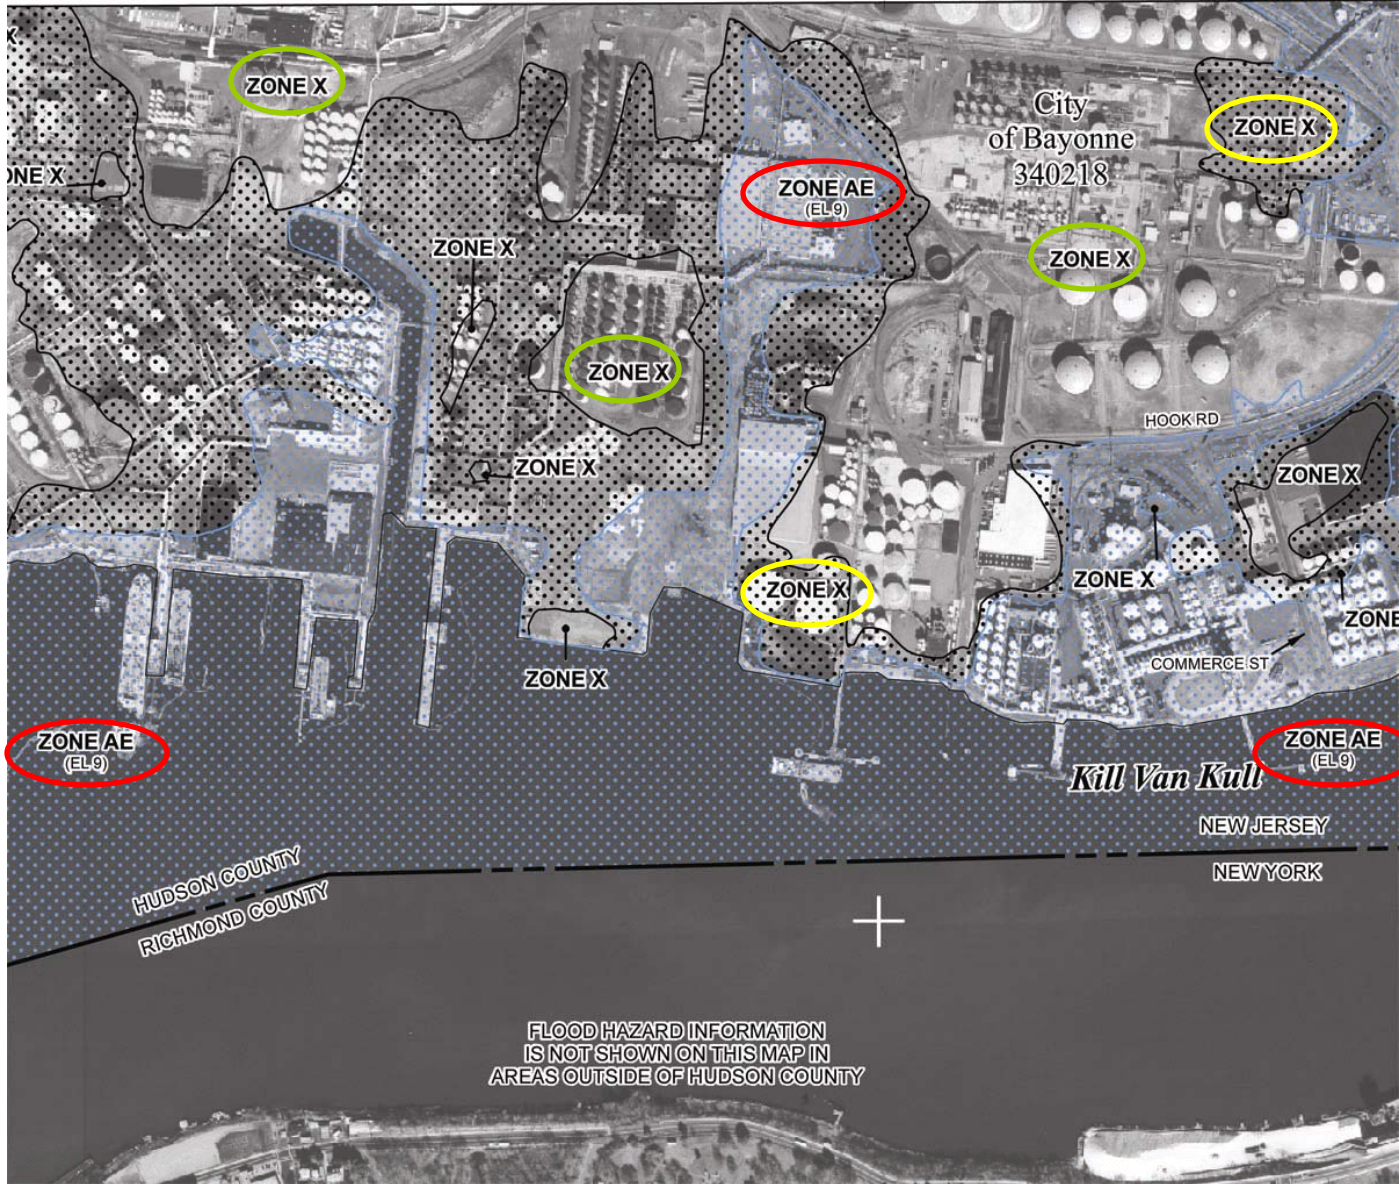 X
ZONE X
City
of Bayonne
340218
ZONE X
ONE X
ZONE AE
(EL 9)
ZONE X
ZONE X
ZONE X
HOOK RD
ZONE X
ZONE X
ZONE X
ZONE X
ZONE
ZONE X
COMMERCE ST
ZONE X
ZONE AE
(EL 9)
ZONE AE
(EL 9)
Kill Van Kull
NEW JERSEY
NEW YORK
HUDSON COUNTY
RICHMOND COUNTY
FLOOD HAZARD INFORMATION
IS NOT SHOWN ON THIS MAP IN
AREAS OUTSIDE OF HUDSON COUNTY